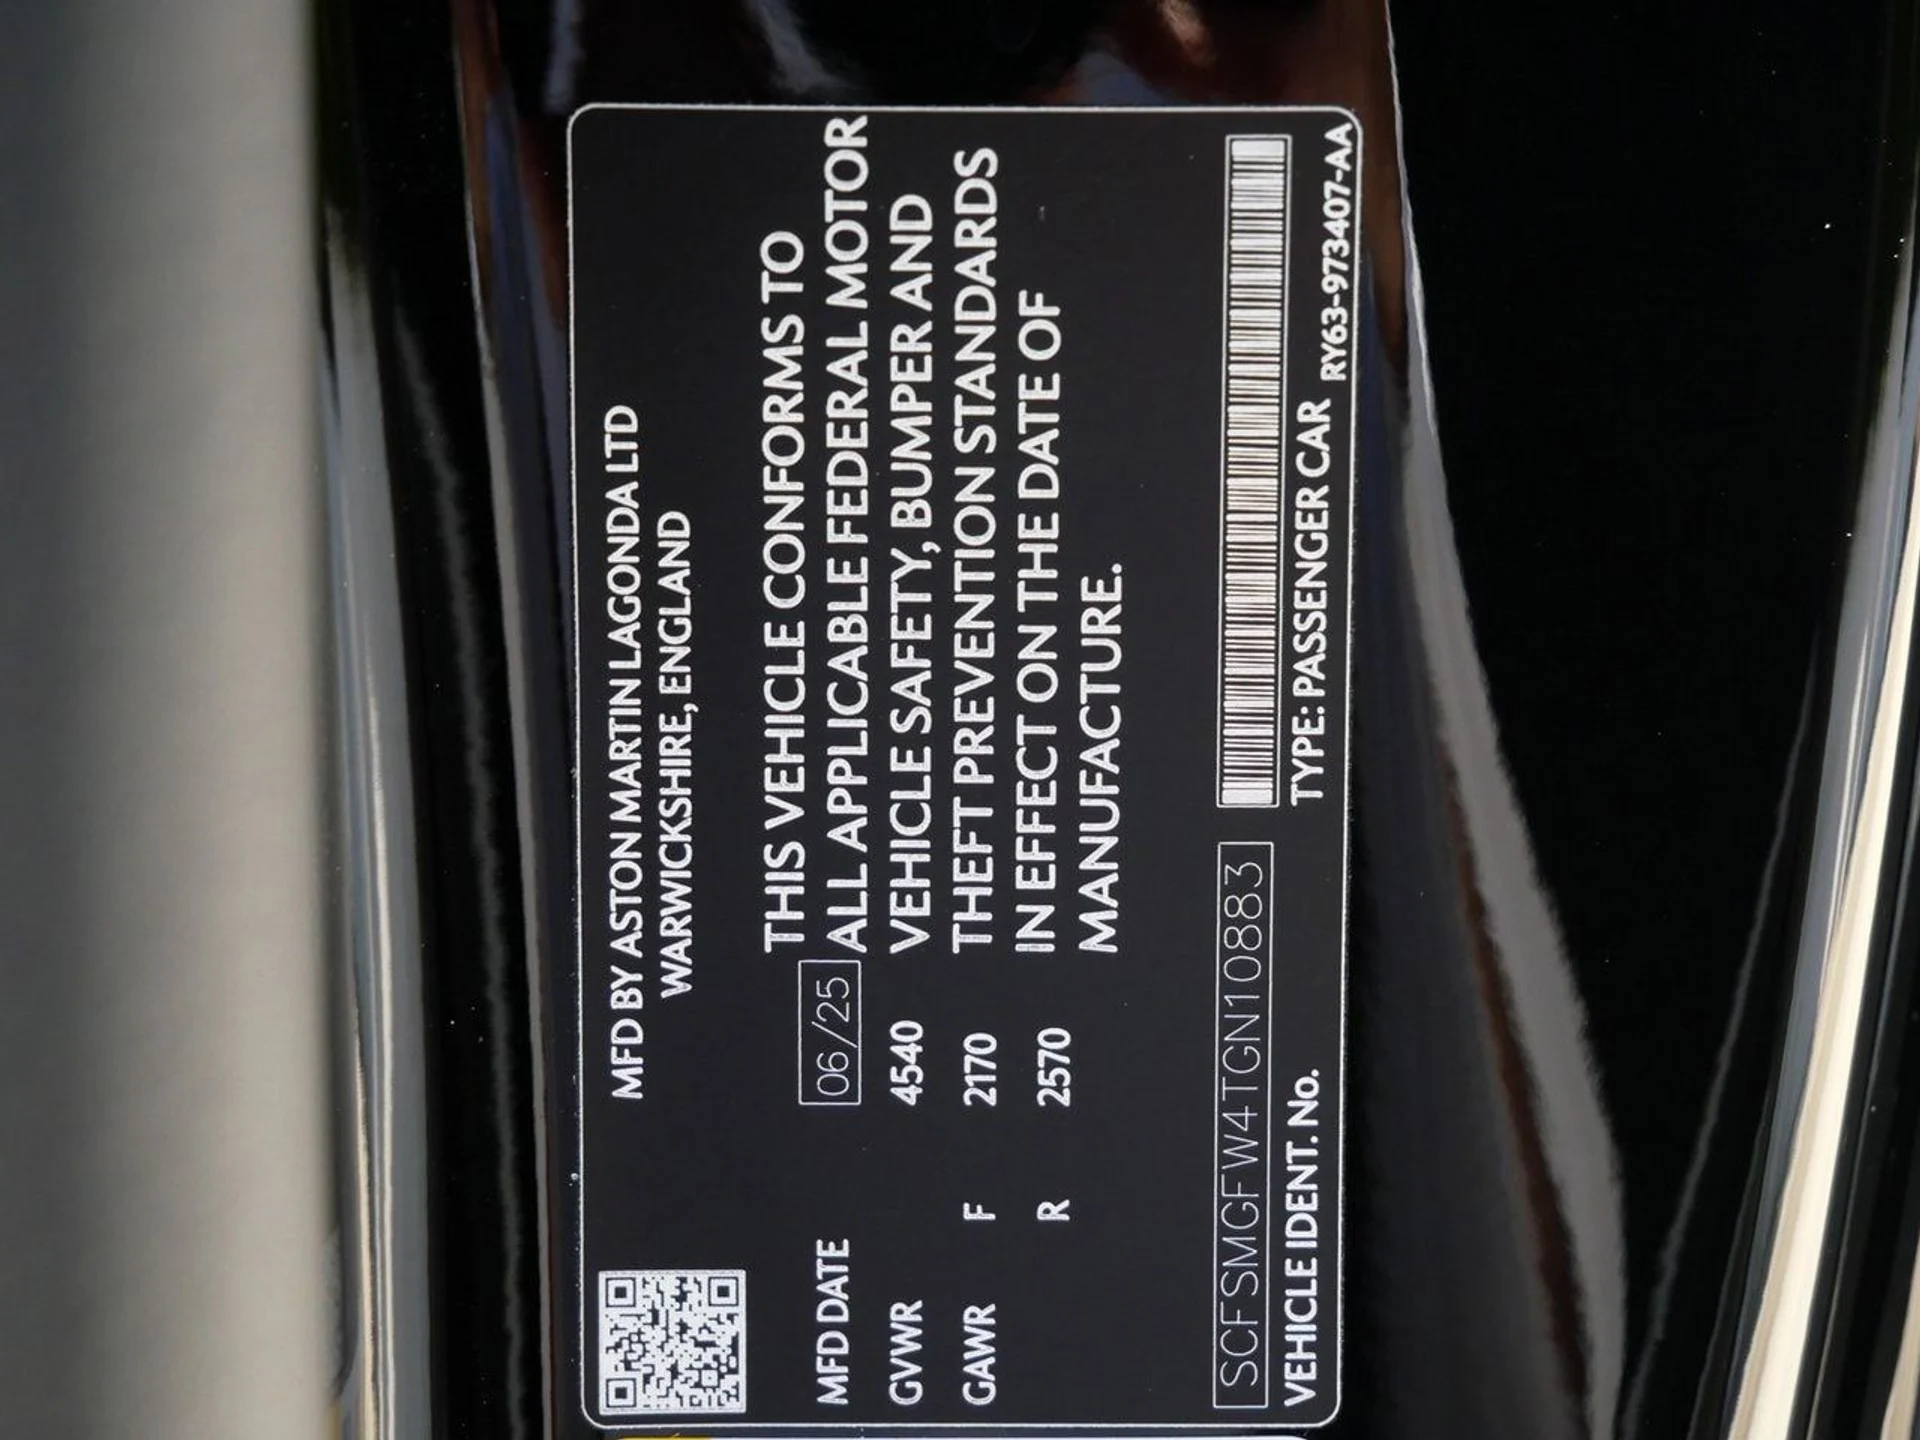 MFD BY ASTON MARTIN LAGONDA LTD
WARWICKSHIRE, ENGLAND
MFD DATE 06/25
GVWR 4540
GAWR F 2170
R 2570
THIS VEHICLE CONFORMS TO
ALL APPLICABLE FEDERAL MOTOR
VEHICLE SAFETY, BUMPER AND
THEFT PREVENTION STANDARDS
IN EFFECT ON THE DATE OF
MANUFACTURE.
SCFSMGFW4TGN10883
VEHICLE IDENT. No.
TYPE: PASSENGER CAR
RY63-973407-AA